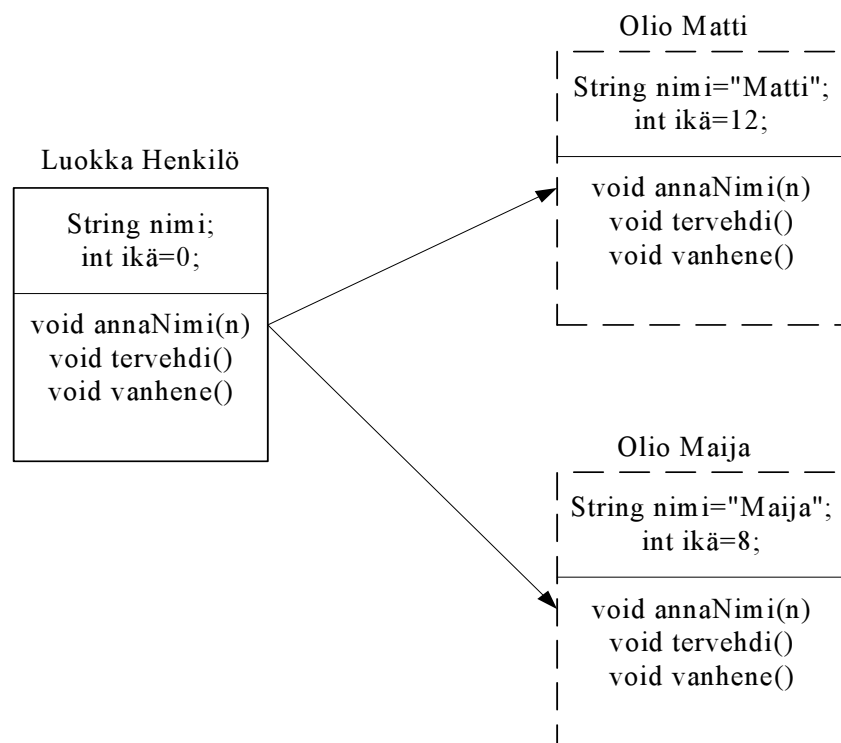 Luokka Henkilö
String nimi;
int ikä=0;
void annaNimi(n)
void tervehdi()
void vanhene()
Olio Matti
String nimi="Matti";
int ikä=12;
void annaNimi(n)
void tervehdi()
void vanhene()
Olio Maija
String nimi="Maija";
int ikä=8;
void annaNimi(n)
void tervehdi()
void vanhene()